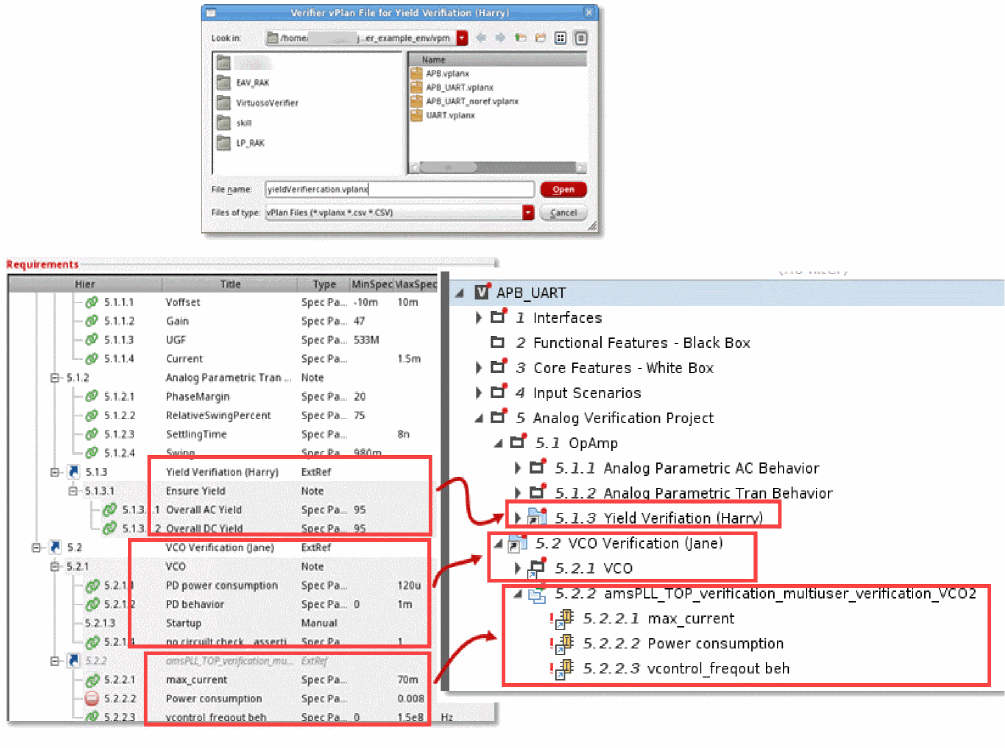 Verifier vPlan File for Yield Verifiation (Harry)
Look in: /home/ j...er_example_env/vpm
EAV_RAK
VirtuosoVerifier
skill
LP_RAK
Name
APB.vplanx
APB_UART.vplanx
APB_UART_noref.vplanx
UART.vplanx
File name: yieldVerifiercation.vplanx Open
Files of type: vPlan Files (*.vplanx *.csv *.CSV) Cancel
Requirements
Hier Title Type MinSpec MaxSpec
5.1.1.1 Voffset Spec Pa... -10m 10m
5.1.1.2 Gain Spec Pa... 47
5.1.1.3 UGF Spec Pa... 533M
5.1.1.4 Current Spec Pa... 1.5m
5.1.2 Analog Parametric Tran ... Note
5.1.2.1 PhaseMargin Spec Pa... 20
5.1.2.2 RelativeSwingPercent Spec Pa... 75
5.1.2.3 SettlingTime Spec Pa... 8n
5.1.2.4 Swing Spec Pa... 980m
5.1.3 Yield Verifiation (Harry) ExtRef
5.1.3.1 Ensure Yield Note
5.1.3. .1 Overall AC Yield Spec Pa... 95
5.1.3. .2 Overall DC Yield Spec Pa... 95
5.2 VCO Verification (Jane) ExtRef
5.2.1 VCO Note
5.2.1.1 PD power consumption Spec Pa... 120u
5.2.1.2 PD behavior Spec Pa... 0 1m
5.2.1.3 Startup Manual
5.2.1.4 no circuilt check_ asserti Spec Pa 1
5.2.2 amsPLL_TOP_verification_mu... ExtRef
5.2.2.1 max_current Spec Pa... 70m
5.2.2.2 Power consumption Spec Pa... 0.008
5.2.2.3 vcontrol_freqout beh Spec Pa... 0 1.5e8 Hz
(no filter)
APB_UART
1 Interfaces
2 Functional Features - Black Box
3 Core Features - White Box
4 Input Scenarios
5 Analog Verification Project
5.1 OpAmp
5.1.1 Analog Parametric AC Behavior
5.1.2 Analog Parametric Tran Behavior
5.1.3 Yield Verifiation (Harry)
5.2 VCO Verification (Jane)
5.2.1 VCO
5.2.2 amsPLL_TOP_verification_multiuser_verification_VCO2
5.2.2.1 max_current
5.2.2.2 Power consumption
5.2.2.3 vcontrol_freqout beh